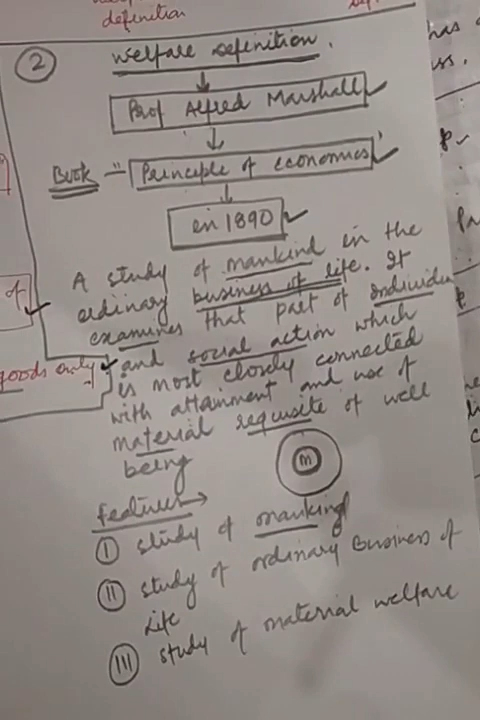 definition
2
welfare Definition.
Prof Alfred Marshall
Book - Principle of economics
in 1890
A study of mankind in the
ordinary business of life. It
examines that part of individu
and social action which
is most closely connected
with attainment and use of
material requisite of well
being
m
features
I study of mankind
II study of ordinary Business of
Life
III study of material welfare
of
goods only
has